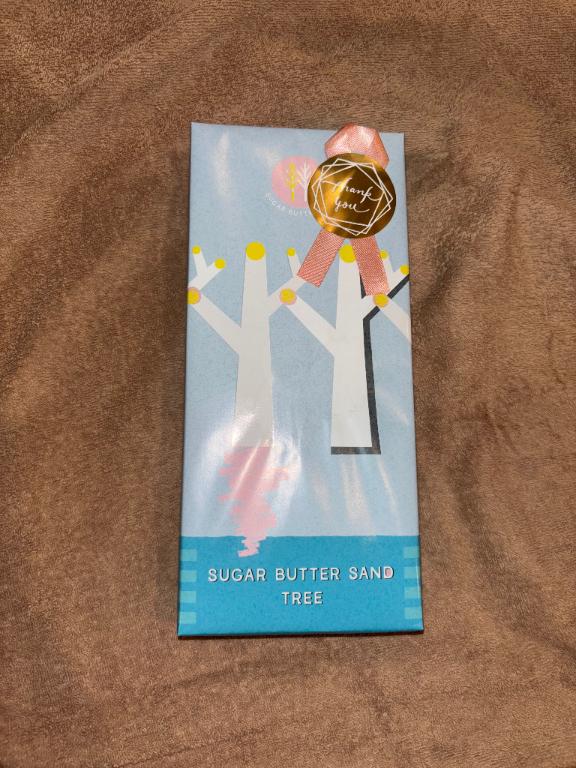 SUGAR BUTT
thank
you
SUGAR BUTTER SAND
TREE